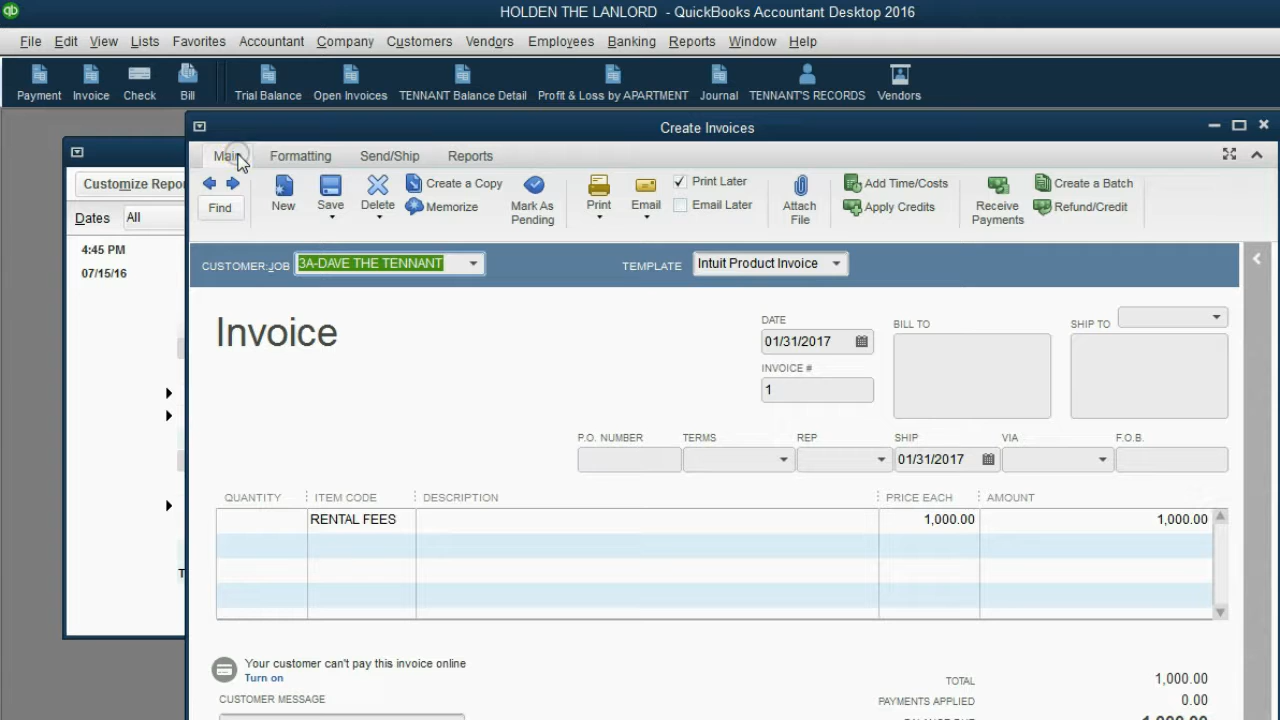 qb
HOLDEN THE LANLORD - QuickBooks Accountant Desktop 2016
File Edit View Lists Favorites Accountant Company Customers Vendors Employees Banking Reports Window Help
Payment Invoice Check Bill Trial Balance Open Invoices TENNANT Balance Detail Profit & Loss by APARTMENT Journal TENNANT'S RECORDS Vendors
Create Invoices
Main Formatting Send/Ship Reports
Customize Repor
Dates All
4:45 PM
07/15/16
T
Find
New
Save
Delete
Create a Copy
Memorize
Mark As
Pending
Print
Email
Print Later
Email Later
Attach
File
Add Time/Costs
Apply Credits
Receive
Payments
Create a Batch
Refund/Credit
CUSTOMER:JOB 3A-DAVE THE TENNANT TEMPLATE Intuit Product Invoice
Invoice
DATE
01/31/2017
INVOICE #
1
BILL TO
SHIP TO
P.O. NUMBER TERMS REP SHIP VIA F.O.B.
01/31/2017
QUANTITY ITEM CODE DESCRIPTION PRICE EACH AMOUNT
RENTAL FEES 1,000.00 1,000.00
Your customer can't pay this invoice online
Turn on
CUSTOMER MESSAGE
TOTAL 1,000.00
PAYMENTS APPLIED 0.00
BALANCE DUE 1,000.00